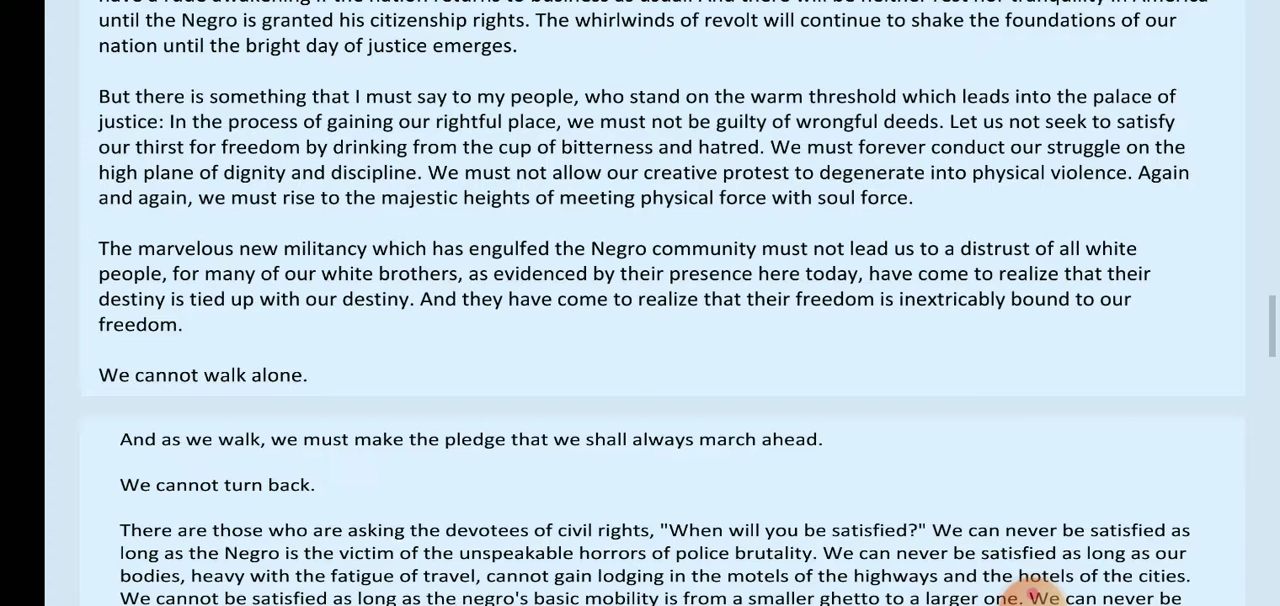 until the Negro is granted his citizenship rights. The whirlwinds of revolt will continue to shake the foundations of our
nation until the bright day of justice emerges.
But there is something that I must say to my people, who stand on the warm threshold which leads into the palace of
justice: In the process of gaining our rightful place, we must not be guilty of wrongful deeds. Let us not seek to satisfy
our thirst for freedom by drinking from the cup of bitterness and hatred. We must forever conduct our struggle on the
high plane of dignity and discipline. We must not allow our creative protest to degenerate into physical violence. Again
and again, we must rise to the majestic heights of meeting physical force with soul force.
The marvelous new militancy which has engulfed the Negro community must not lead us to a distrust of all white
people, for many of our white brothers, as evidenced by their presence here today, have come to realize that their
destiny is tied up with our destiny. And they have come to realize that their freedom is inextricably bound to our
freedom.
We cannot walk alone.
And as we walk, we must make the pledge that we shall always march ahead.
We cannot turn back.
There are those who are asking the devotees of civil rights, "When will you be satisfied?" We can never be satisfied as
long as the Negro is the victim of the unspeakable horrors of police brutality. We can never be satisfied as long as our
bodies, heavy with the fatigue of travel, cannot gain lodging in the motels of the highways and the hotels of the cities.
We cannot be satisfied as long as the negro's basic mobility is from a smaller ghetto to a larger one. We can never be